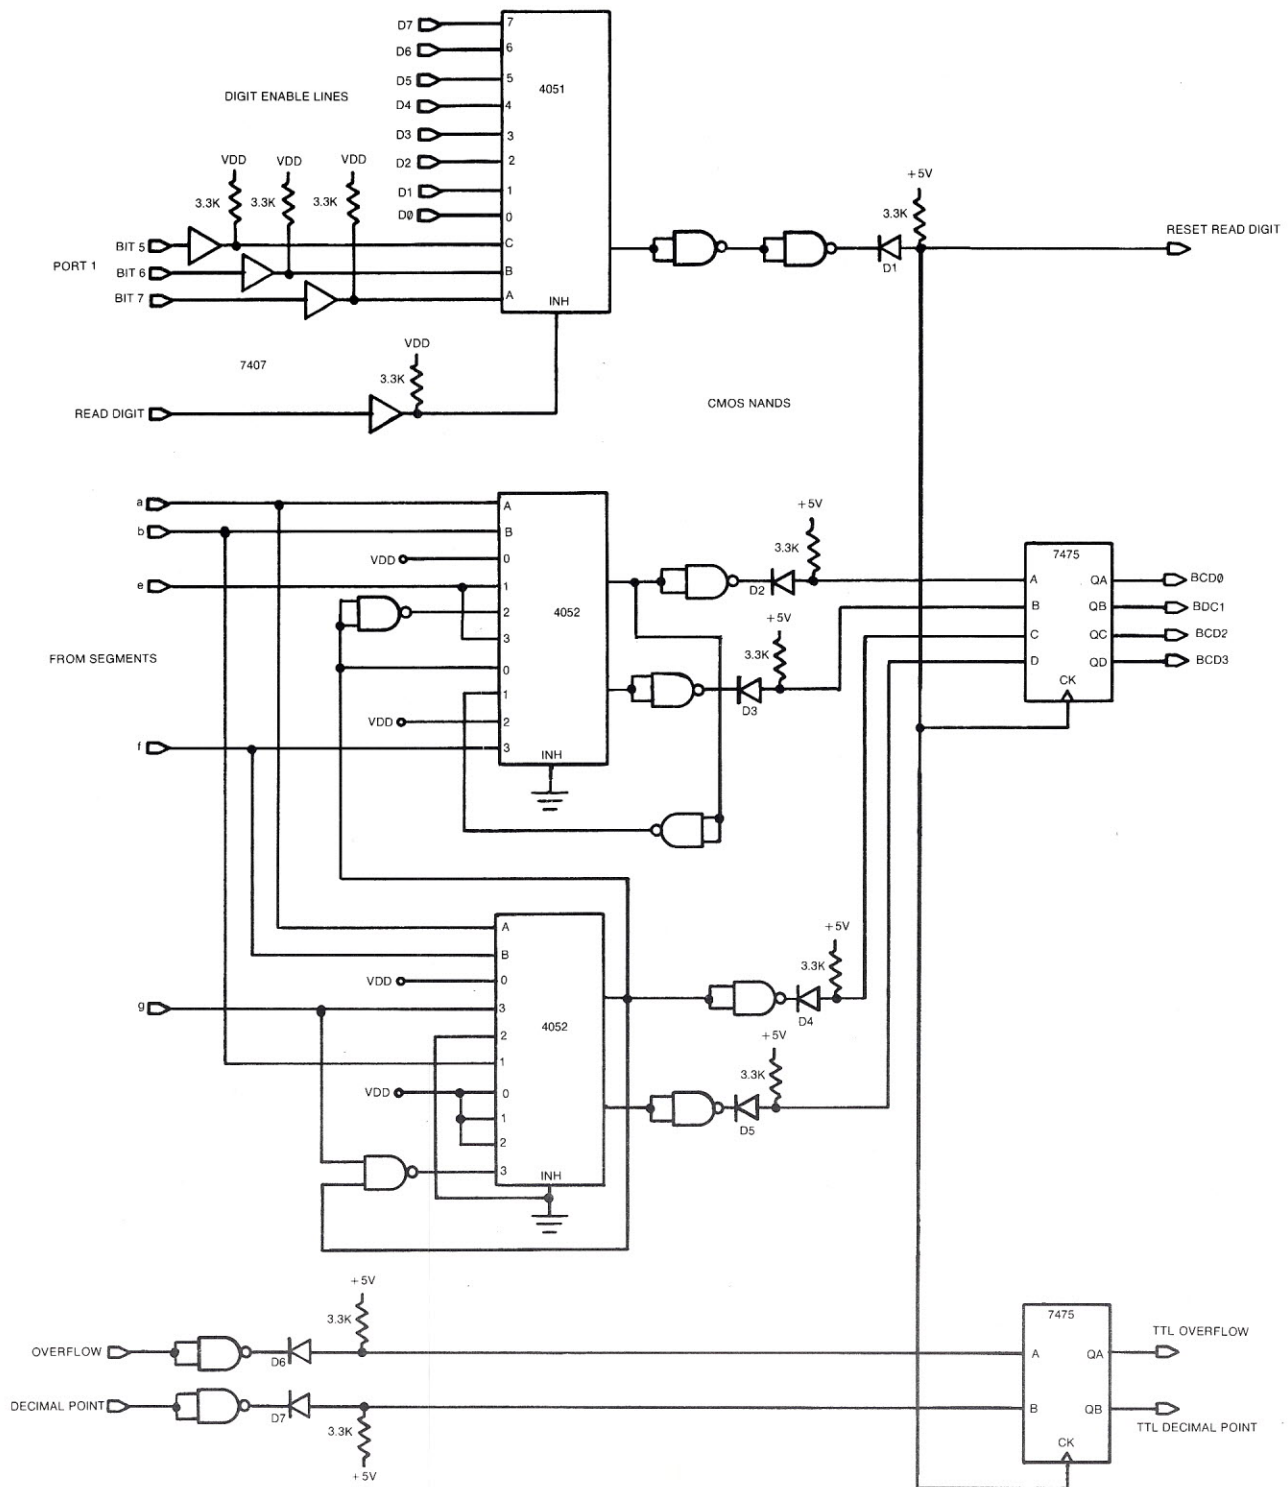 D7
7
D6
6
D5
5
4051
DIGIT ENABLE LINES
D4
4
D3
3
VDD
VDD
VDD
D2
2
D1
1
3.3K
3.3K
3.3K
D0
0
+5V
3.3K
RESET READ DIGIT
BIT 5
C
PORT 1
BIT 6
B
D1
BIT 7
A
INH
VDD
7407
3.3K
CMOS NANDS
READ DIGIT
a
A
b
B
+5V
VDD
0
3.3K
7475
e
1
D2
A
QA
BCD0
4052
2
B
QB
BDC1
+5V
3
C
QC
BCD2
3.3K
FROM SEGMENTS
0
D
QD
BCD3
1
CK
D3
VDD
2
f
3
INH
A
+5V
B
3.3K
VDD
0
g
3
D4
4052
2
+5V
1
3.3K
VDD
0
1
D5
2
3
INH
+5V
3.3K
7475
TTL OVERFLOW
OVERFLOW
D6
A
QA
DECIMAL POINT
D7
B
QB
3.3K
TTL DECIMAL POINT
CK
+5V